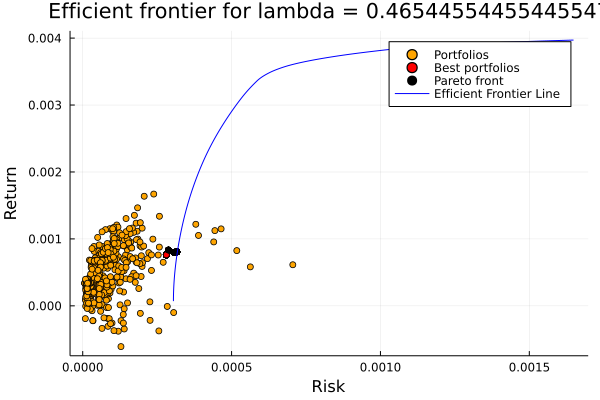 Efficient frontier for lambda = 0.4654455445544554
0.004
0.003
0.002
0.001
0.000
Return
Portfolios
Best portfolios
Pareto front
Efficient Frontier Line
0.0000
0.0005
0.0010
0.0015
Risk